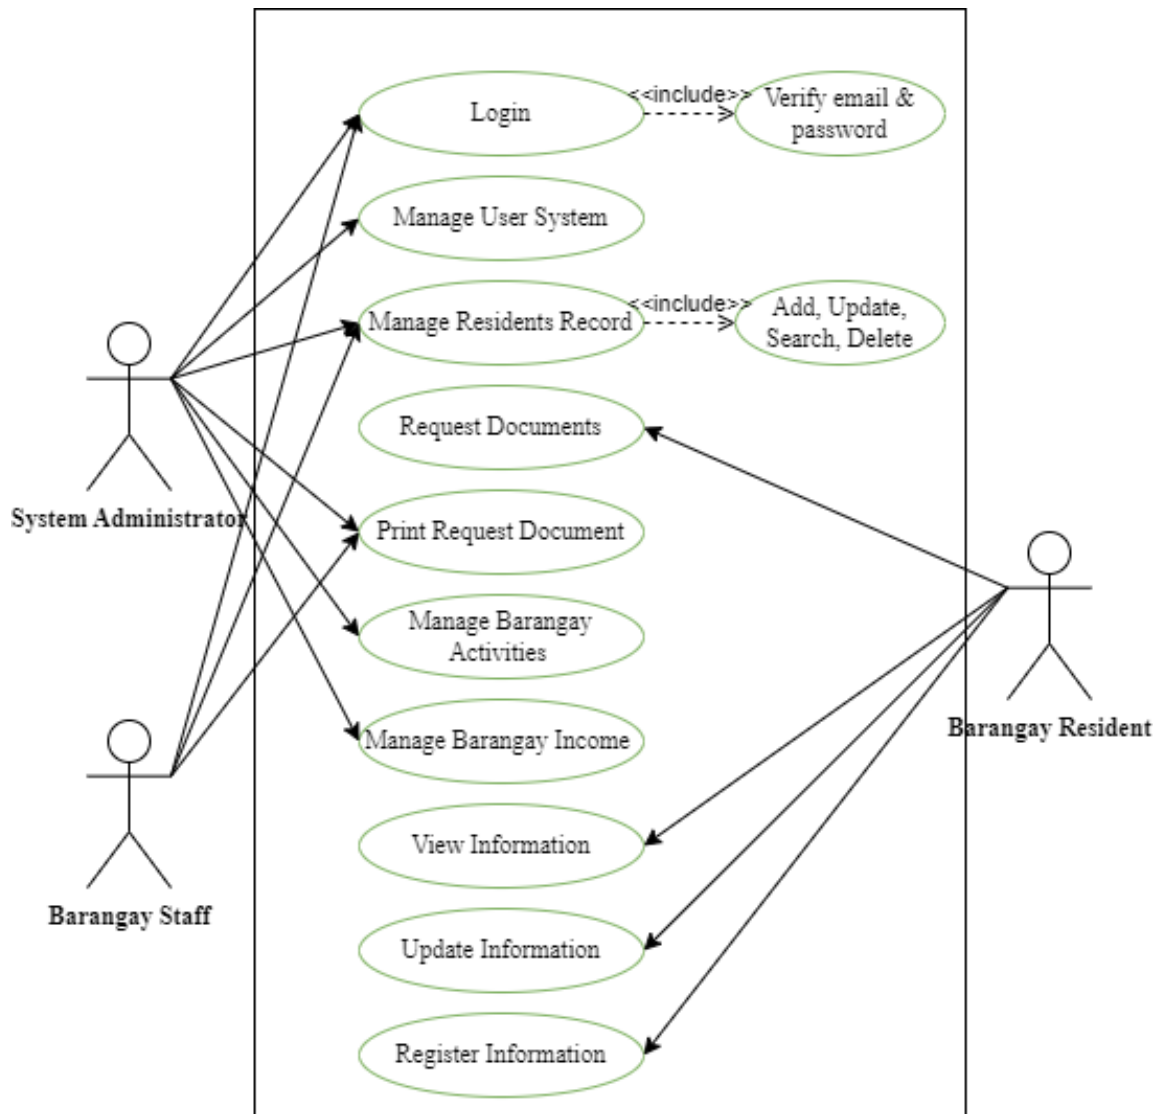 Login
<<include>>
Verify email &
password
Manage User System
Manage Residents Record
<<include>>
Add, Update,
Search, Delete
Request Documents
System Administrator
Print Request Document
Manage Barangay
Activities
Barangay Resident
Manage Barangay Income
View Information
Barangay Staff
Update Information
Register Information